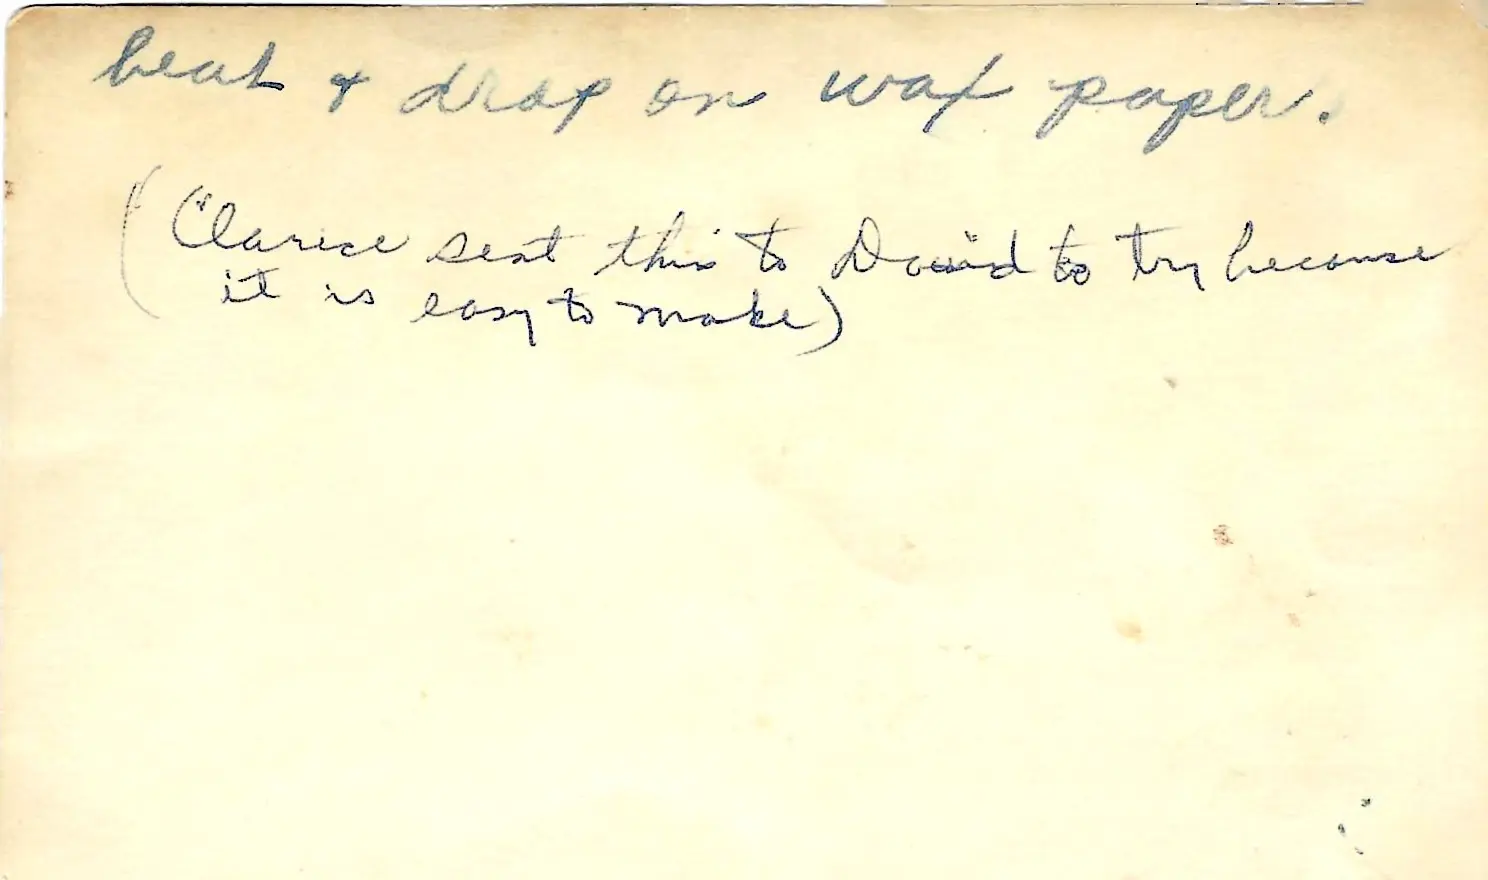 beat & drop on wax paper.
(Clarice sent this to David to try because
it is easy to make)